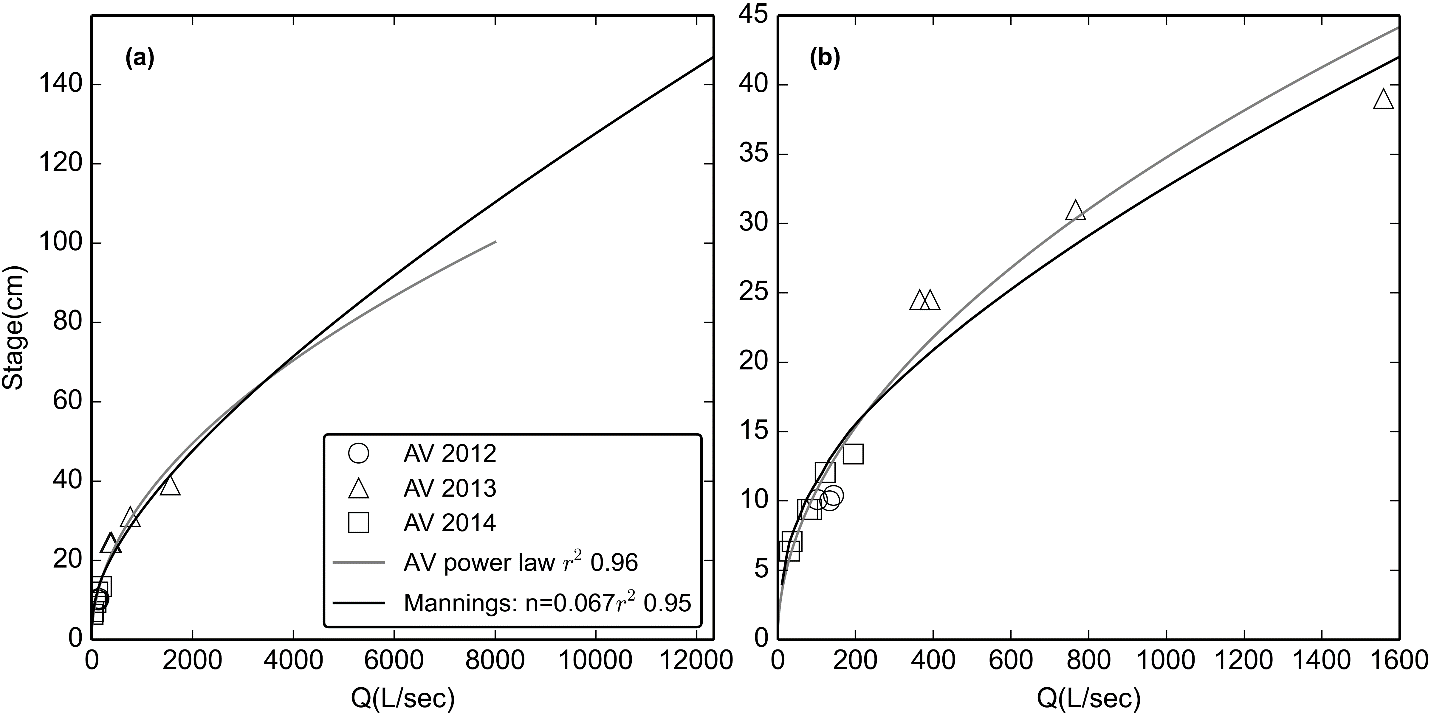 (a)
140
120
100
80
60
40
20
0
Stage(cm)
AV 2012
AV 2013
AV 2014
AV power law r² 0.96
Mannings: n=0.067r² 0.95
0 2000 4000 6000 8000 10000 12000
Q(L/sec)
(b)
45
40
35
30
25
20
15
10
5
0
0 200 400 600 800 1000 1200 1400 1600
Q(L/sec)